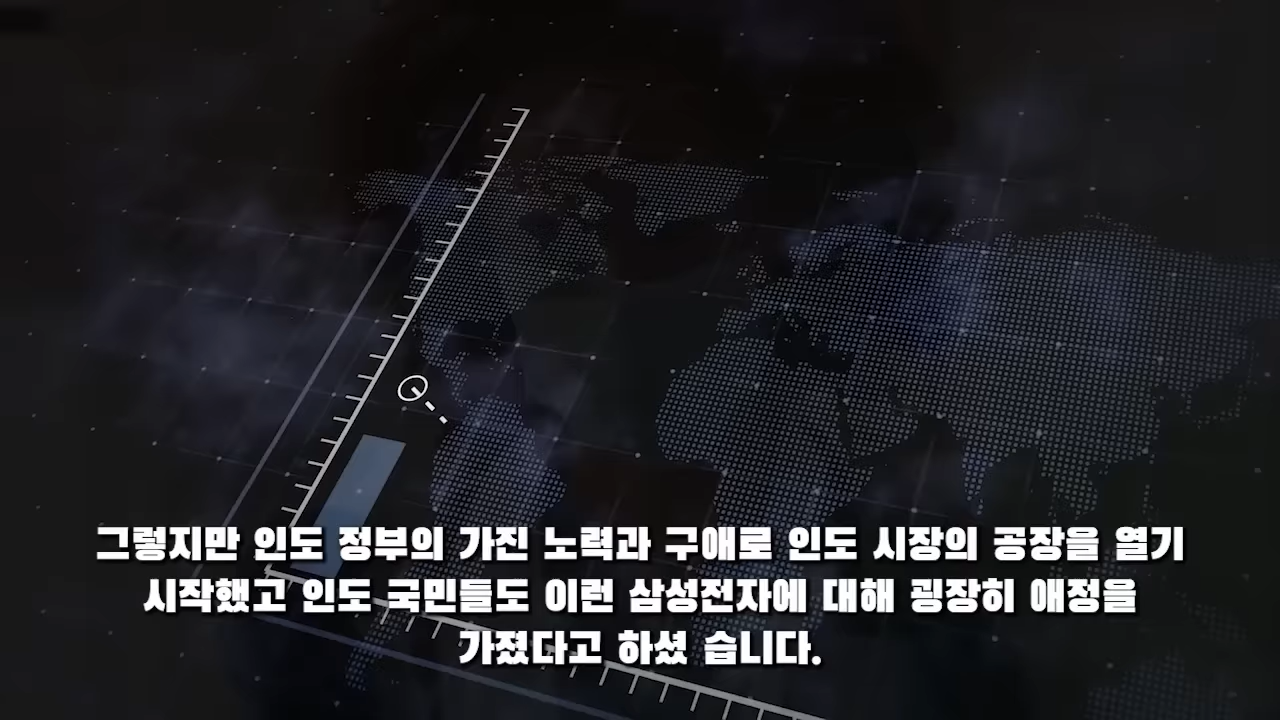 그렇지만 인도 정부의 가진 노력과 구애로 인도 시장의 공장을 열기
시작했고 인도 국민들도 이런 삼성전자에 대해 굉장히 애정을
가졌다고 하셨 습니다.